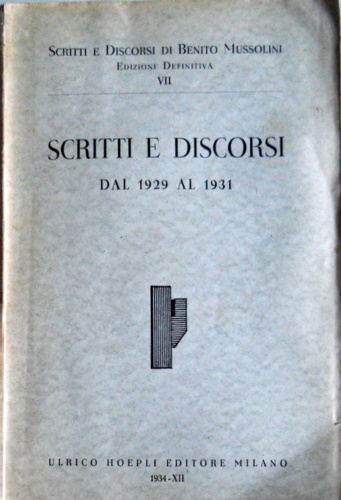 Scritti e Discorsi di Benito Mussolini
Edizione Definitiva
VII
SCRITTI E DISCORSI
DAL 1929 AL 1931
ULRICO HOEPLI EDITORE MILANO
1934-XII